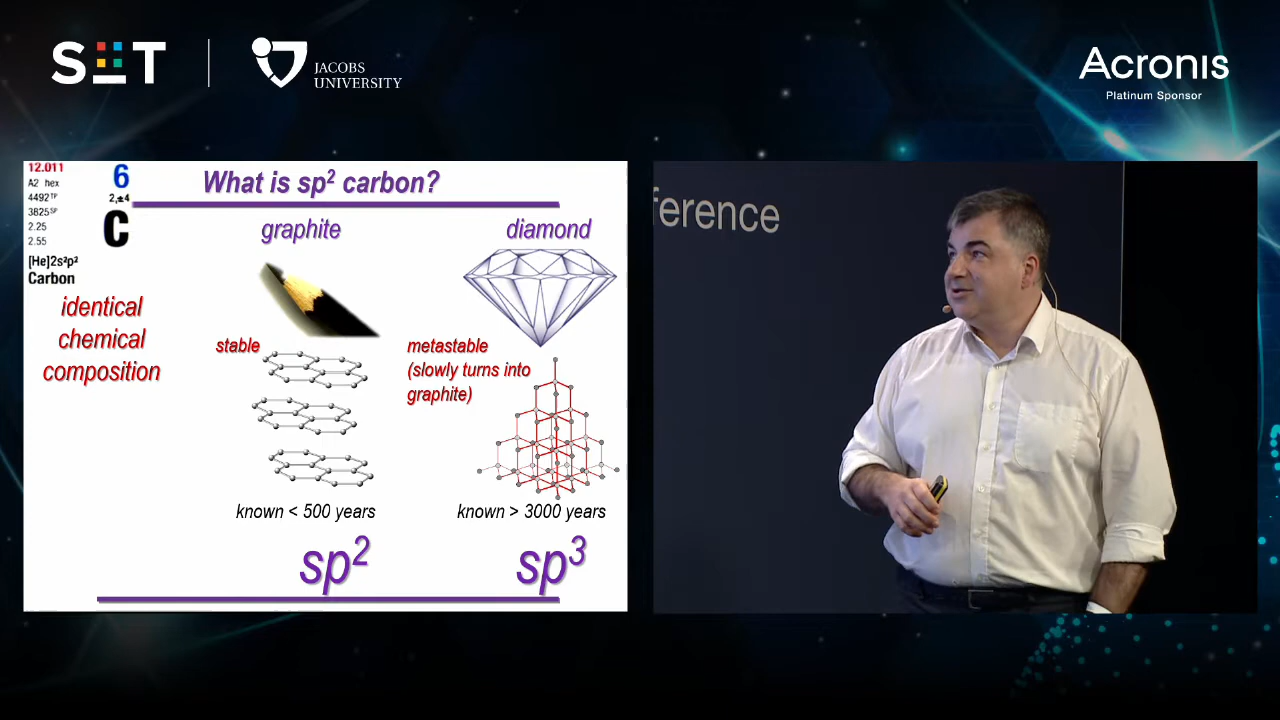 SET
JACOBS
UNIVERSITY
Acronis
Platinum Sponsor
12.011
6
A2 hex
4492 TP
2,±4
3825 SP
C
2.25
2.55
[He]2s²p²
Carbon
What is sp² carbon?
graphite
diamond
identical
chemical
composition
stable
metastable
(slowly turns into
graphite)
known < 500 years
known > 3000 years
sp²
sp³
ference